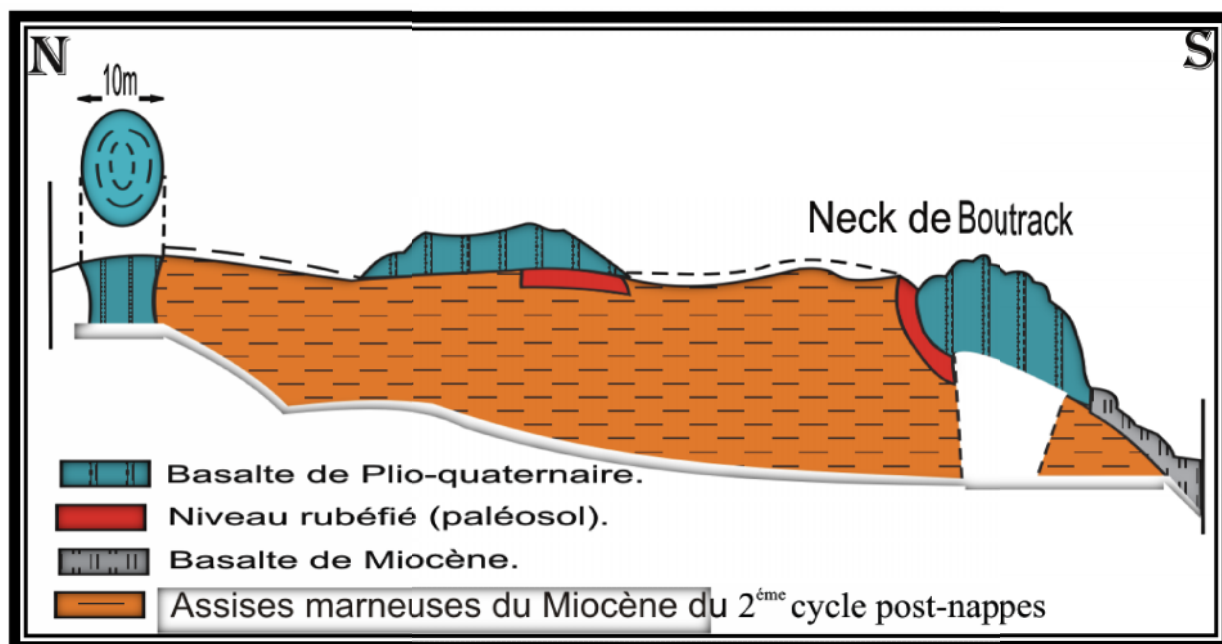 N
S
10m
Neck de Boutrack
Basalte de Plio-quaternaire.
Niveau rubéfié (paléosol).
Basalte de Miocène.
Assises marneuses du Miocène du 2éme cycle post-nappes